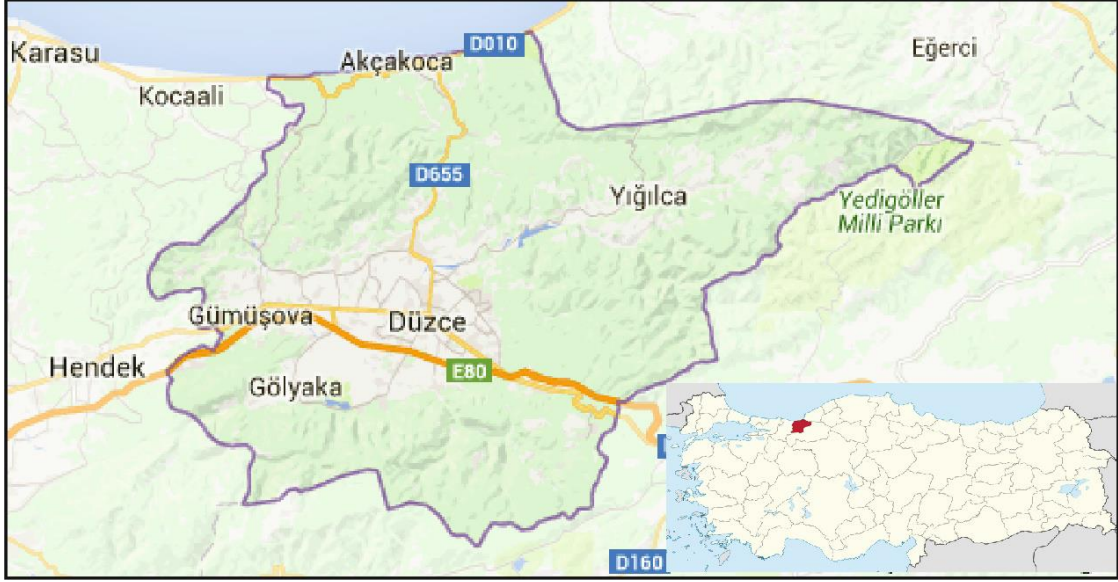 Karasu
Kocaali
Akçakoca
D010
Eğerci
D655
Yığılca
Yedigöller
Milli Parkı
Gümüşova
Düzce
Hendek
E80
Gölyaka
D160